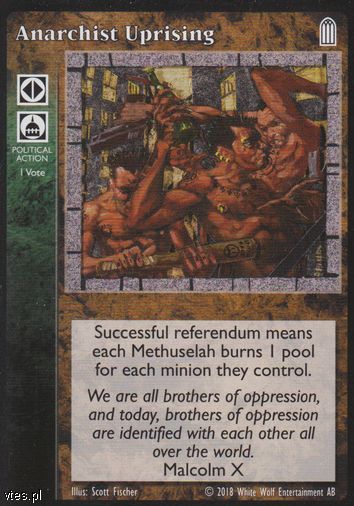 Anarchist Uprising
POLITICAL
ACTION
1 Vote
Successful referendum means
each Methuselah burns 1 pool
for each minion they control.
We are all brothers of oppression,
and today, brothers of oppression
are identified with each other all
over the world.
Malcolm X
Illus: Scott Fischer
© 2018 White Wolf Entertainment AB
vtes.pl